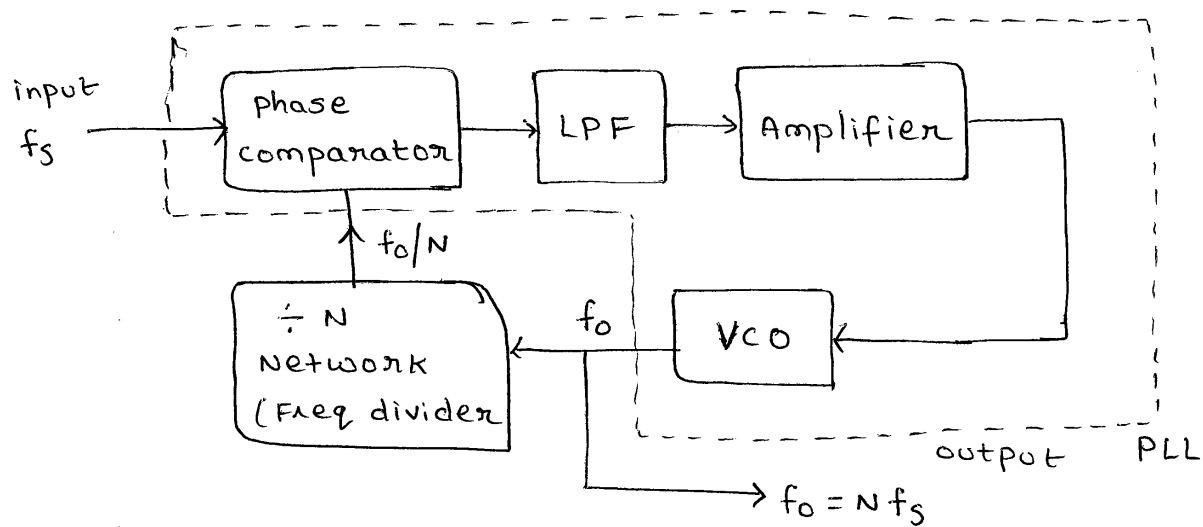 input
fs
phase
comparator
LPF
Amplifier
fo/N
÷ N
Network
(Freq divider
fo
VCO
output
PLL
fo = N fs